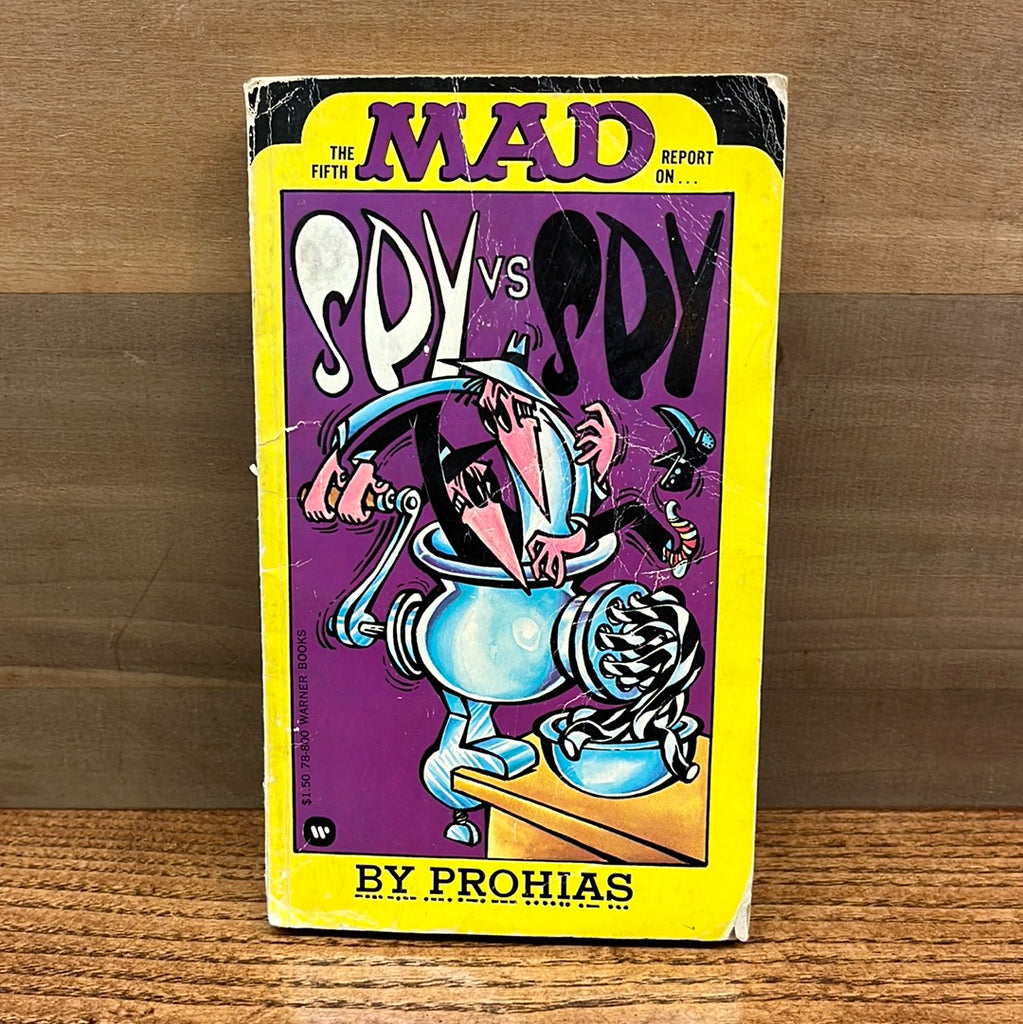 THE FIFTH MAD REPORT ON...
SPY VS SPY
$1.50 78-800 WARNER BOOKS
W
BY PROHIAS